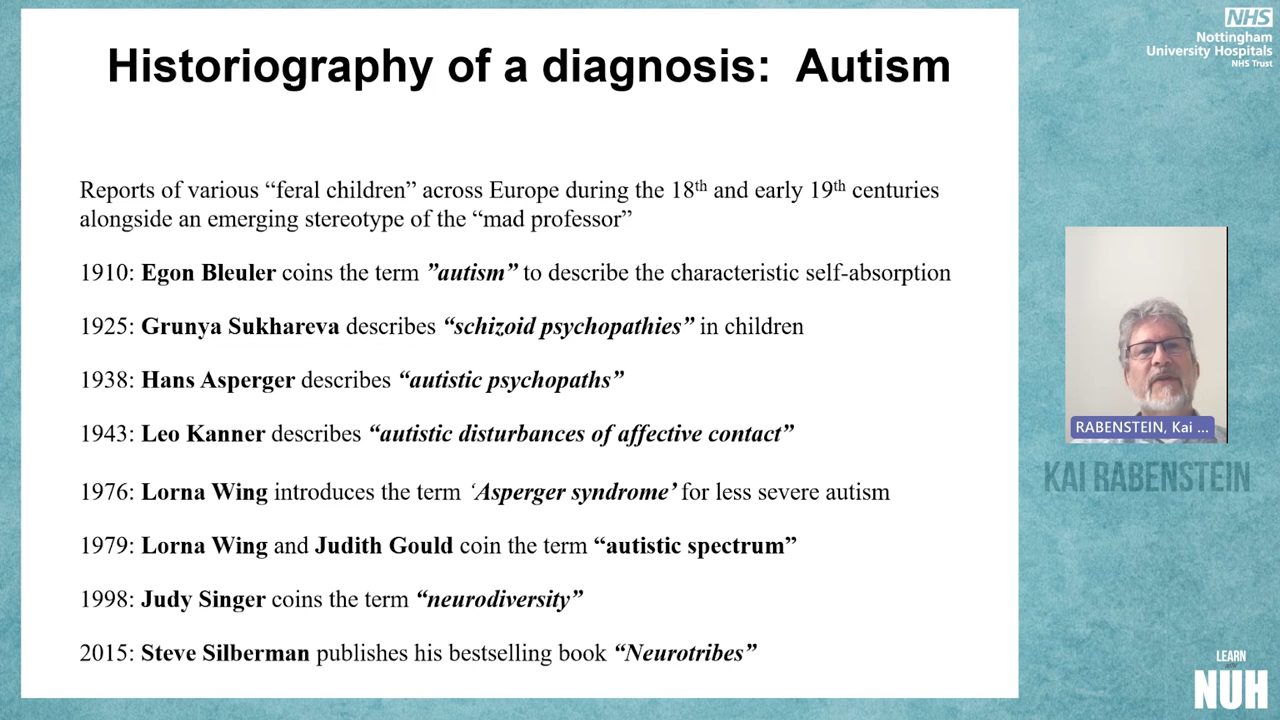 Historiography of a diagnosis: Autism
Reports of various “feral children” across Europe during the 18th and early 19th centuries
alongside an emerging stereotype of the “mad professor”
1910: Egon Bleuler coins the term ”autism” to describe the characteristic self-absorption
1925: Grunya Sukhareva describes “schizoid psychopathies” in children
1938: Hans Asperger describes “autistic psychopaths”
1943: Leo Kanner describes “autistic disturbances of affective contact”
1976: Lorna Wing introduces the term ‘Asperger syndrome’ for less severe autism
1979: Lorna Wing and Judith Gould coin the term “autistic spectrum”
1998: Judy Singer coins the term “neurodiversity”
2015: Steve Silberman publishes his bestselling book “Neurotribes”
NHS
Nottingham
University Hospitals
NHS Trust
RABENSTEIN, Kai ...
KAI RABENSTEIN
LEARN
NUH